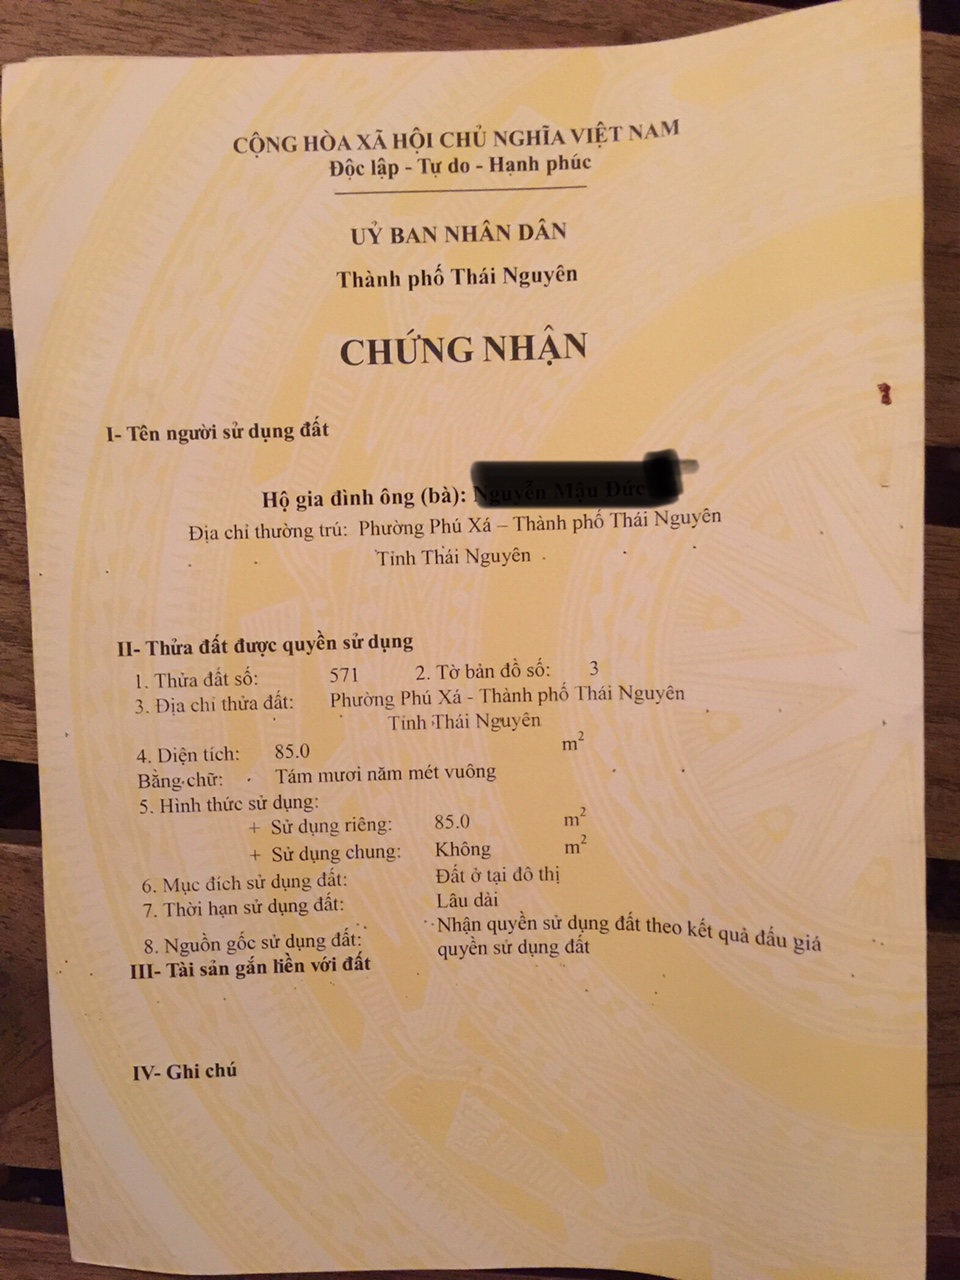 CỘNG HÒA XÃ HỘI CHỦ NGHĨA VIỆT NAM
Độc lập - Tự do - Hạnh phúc
UỶ BAN NHÂN DÂN
Thành phố Thái Nguyên
CHỨNG NHẬN
I- Tên người sử dụng đất
Hộ gia đình ông (bà):
Địa chỉ thường trú: Phường Phú Xá – Thành phố Thái Nguyên
Tỉnh Thái Nguyên
II- Thửa đất được quyền sử dụng
1. Thửa đất số: 571 2. Tờ bản đồ số: 3
3. Địa chỉ thửa đất: Phường Phú Xá - Thành phố Thái Nguyên
Tỉnh Thái Nguyên
4. Diện tích: 85.0 m²
Bằng chữ: Tám mươi năm mét vuông
5. Hình thức sử dụng:
+ Sử dụng riêng: 85.0 m²
+ Sử dụng chung: Không m²
6. Mục đích sử dụng đất: Đất ở tại đô thị
7. Thời hạn sử dụng đất: Lâu dài
8. Nguồn gốc sử dụng đất: Nhận quyền sử dụng đất theo kết quả đấu giá
quyền sử dụng đất
III- Tài sản gắn liền với đất
IV- Ghi chú